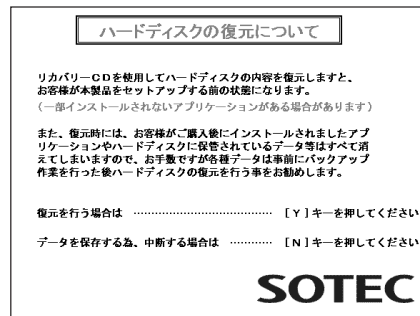 ハードディスクの復元について
リカバリーCDを使用してハードディスクの内容を復元しますと、
お客様が本製品をセットアップする前の状態になります。
(一部インストールされないアプリケーションがある場合があります)
また、復元時には、お客様がご購入後にインストールされましたアプ
リケーションやハードディスクに保管されているデータ等はすべて消
えてしまいますので、お手数ですが各種データは事前にバックアップ
作業を行った後ハードディスクの復元を行う事をお勧めします。
復元を行う場合は …………………………………… [Y]キーを押してください
データを保存する為、中断する場合は ………… [N]キーを押してください
SOTEC